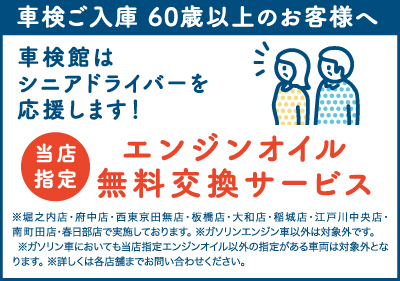 車検ご入庫 60歳以上のお客様へ
車検館は
シニアドライバーを
応援します！
当店
指定
エンジンオイル
無料交換サービス
※堀之内店・府中店・西東京田無店・板橋店・大和店・稲城店・江戸川中央店・
南町田店・春日部店で実施しております。※ガソリンエンジン車以外は対象外です。
※ガソリン車においても当店指定エンジンオイル以外の指定がある車両は対象外とな
ります。※詳しくは各店舗までお問い合わせください。